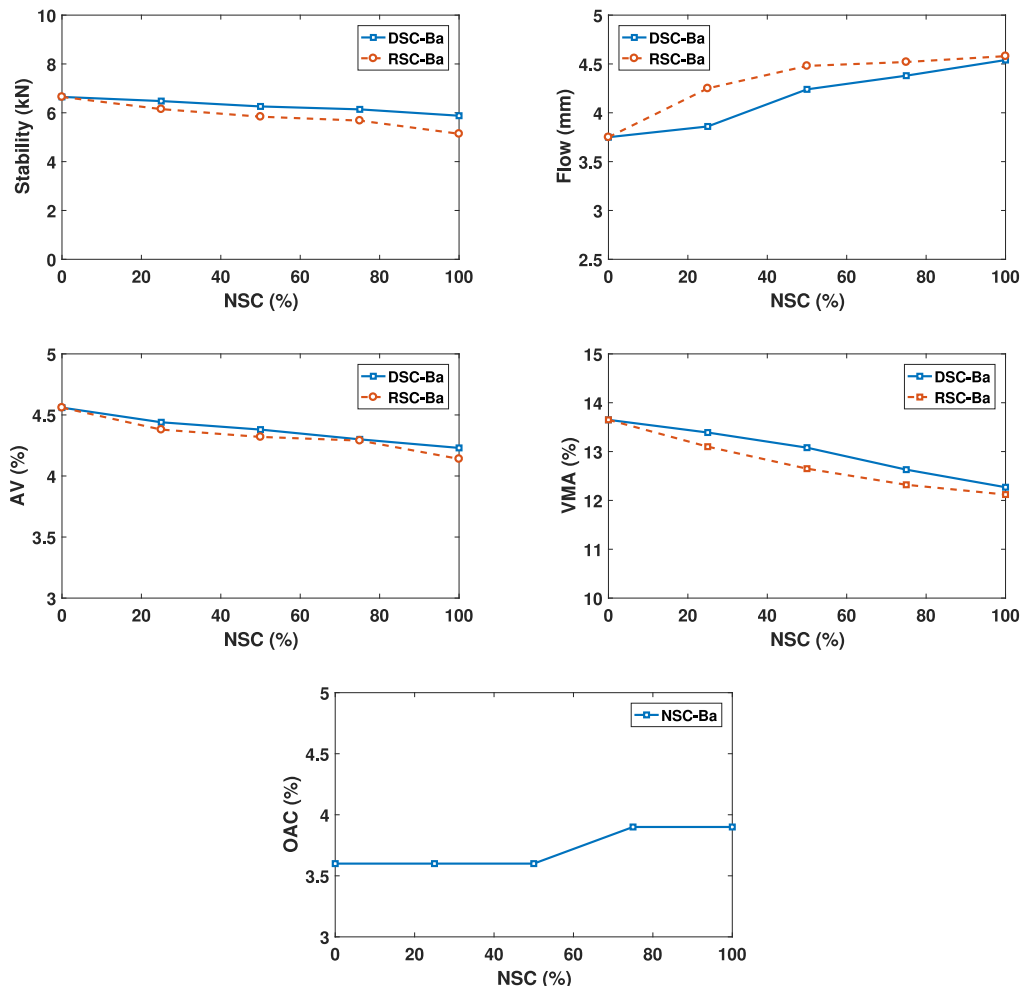 10
8
6
4
2
0
Stability (kN)
DSC-Ba
RSC-Ba
0 20 40 60 80 100
NSC (%)
5
4.5
4
3.5
3
2.5
Flow (mm)
DSC-Ba
RSC-Ba
0 20 40 60 80 100
NSC (%)
5
4.5
4
3.5
3
AV (%)
DSC-Ba
RSC-Ba
0 20 40 60 80 100
NSC (%)
15
14
13
12
11
10
VMA (%)
DSC-Ba
RSC-Ba
0 20 40 60 80 100
NSC (%)
5
4.5
4
3.5
3
OAC (%)
NSC-Ba
0 20 40 60 80 100
NSC (%)